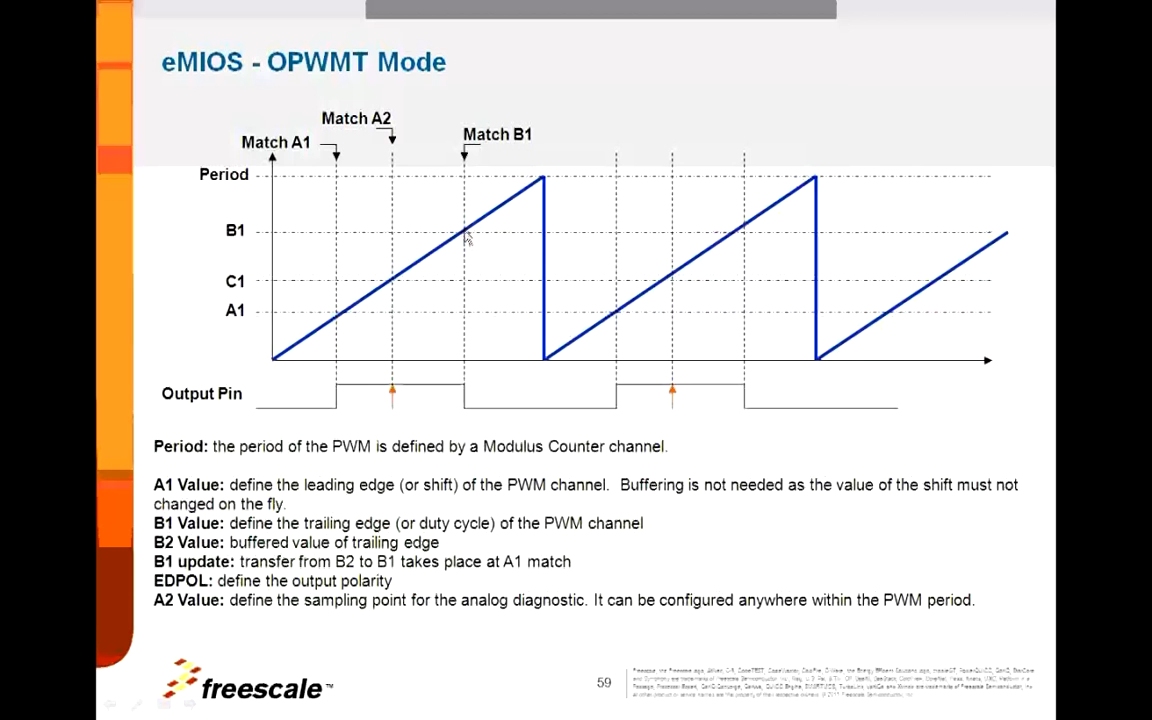 eMIOS - OPWMT Mode
Match A2
Match A1
Match B1
Period
B1
C1
A1
Output Pin
Period: the period of the PWM is defined by a Modulus Counter channel.
A1 Value: define the leading edge (or shift) of the PWM channel. Buffering is not needed as the value of the shift must not
changed on the fly.
B1 Value: define the trailing edge (or duty cycle) of the PWM channel
B2 Value: buffered value of trailing edge
B1 update: transfer from B2 to B1 takes place at A1 match
EDPOL: define the output polarity
A2 Value: define the sampling point for the analog diagnostic. It can be configured anywhere within the PWM period.
freescale ™
59